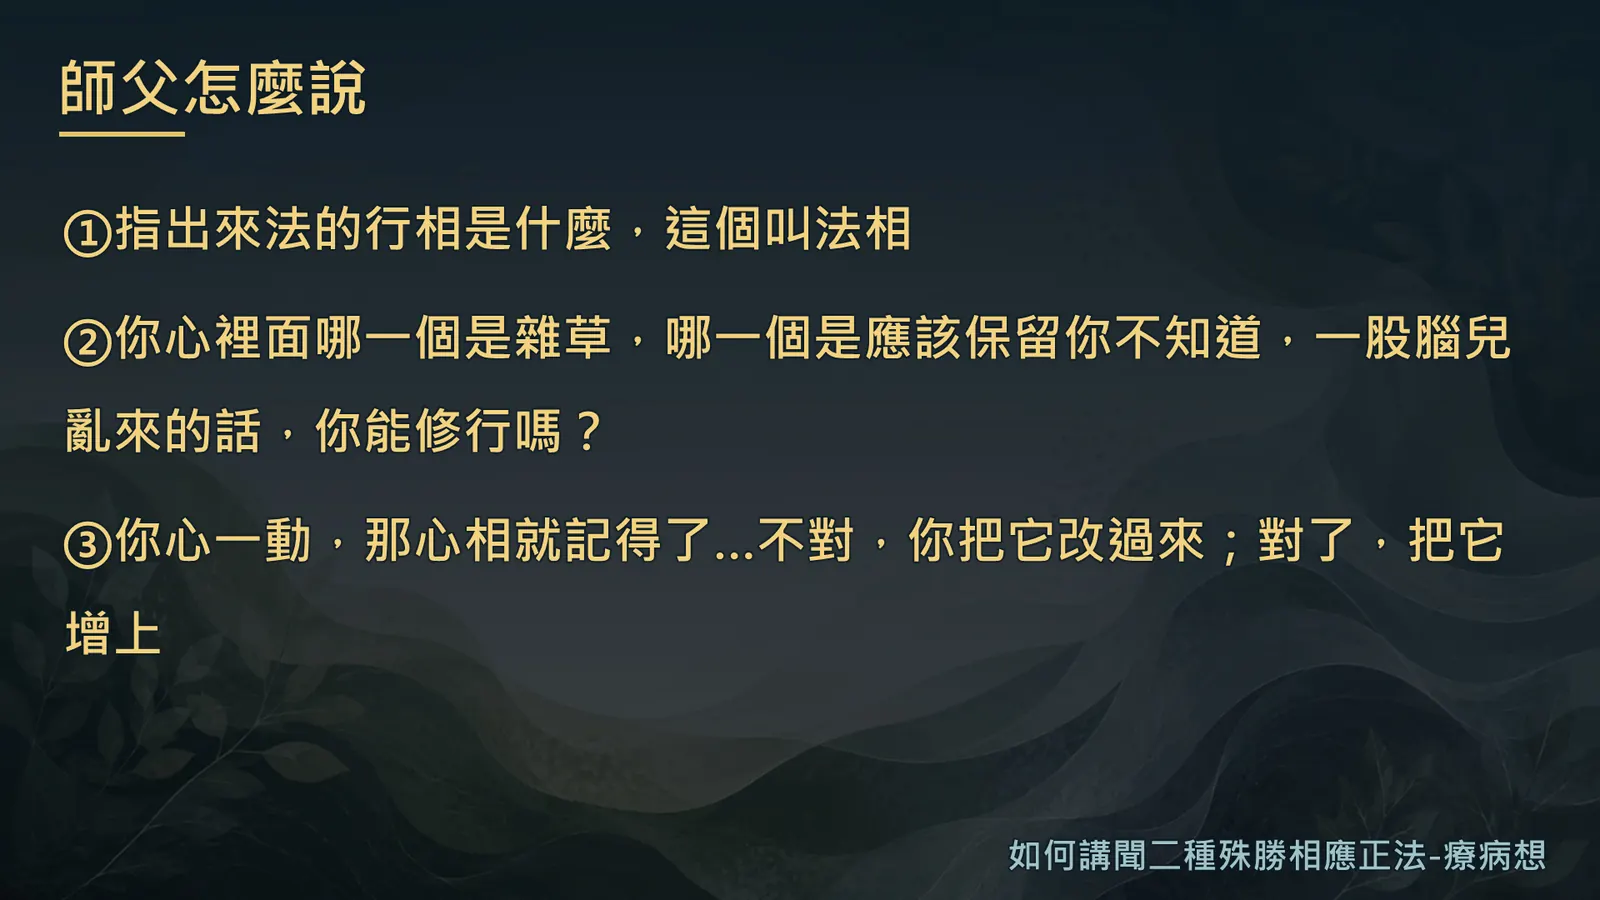 師父怎麼說
①指出來法的行相是什麼，這個叫法相
②你心裡面哪一個是雜草，哪一個是應該保留你不知道，一股腦兒
亂來的話，你能修行嗎？
③你心一動，那心相就記得了...不對，你把它改過來；對了，把它
增上
如何講聞二種殊勝相應正法-療病想